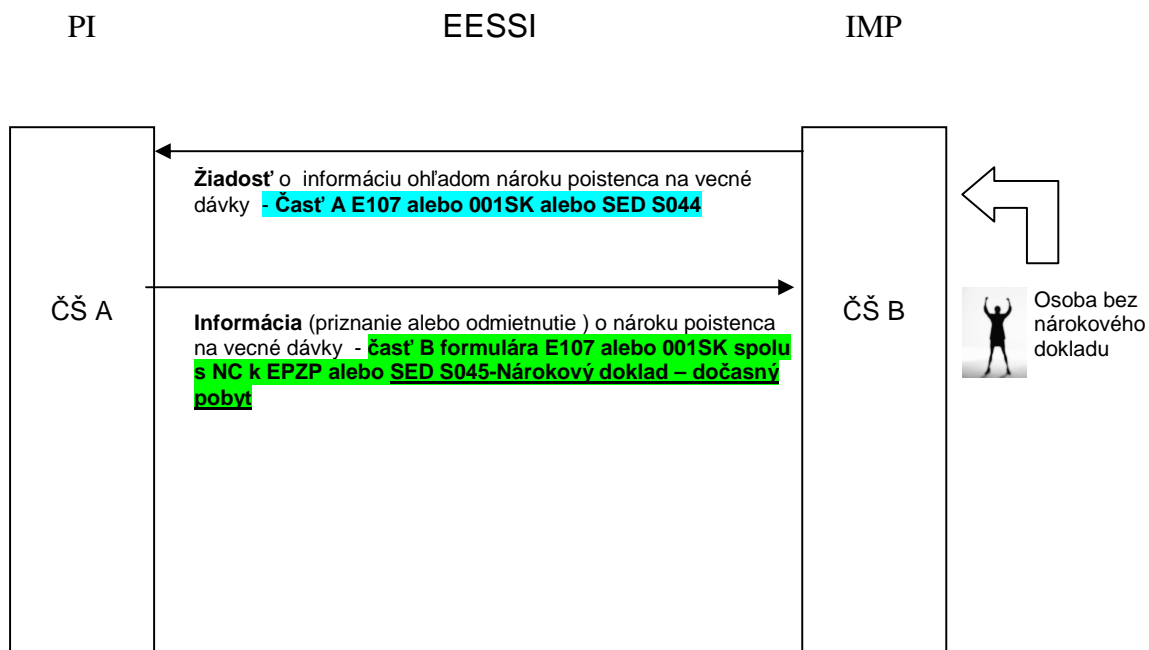 PI EESSI IMP
Žiadosť o informáciu ohľadom nároku poistenca na vecné
dávky - Časť A E107 alebo 001SK alebo SED S044
ČŠ A
Informácia (priznanie alebo odmietnutie ) o nároku poistenca
na vecné dávky - časť B formulára E107 alebo 001SK spolu
s NC k EPZP alebo SED S045-Nárokový doklad – dočasný
pobyt
ČŠ B
Osoba bez
nárokového
dokladu